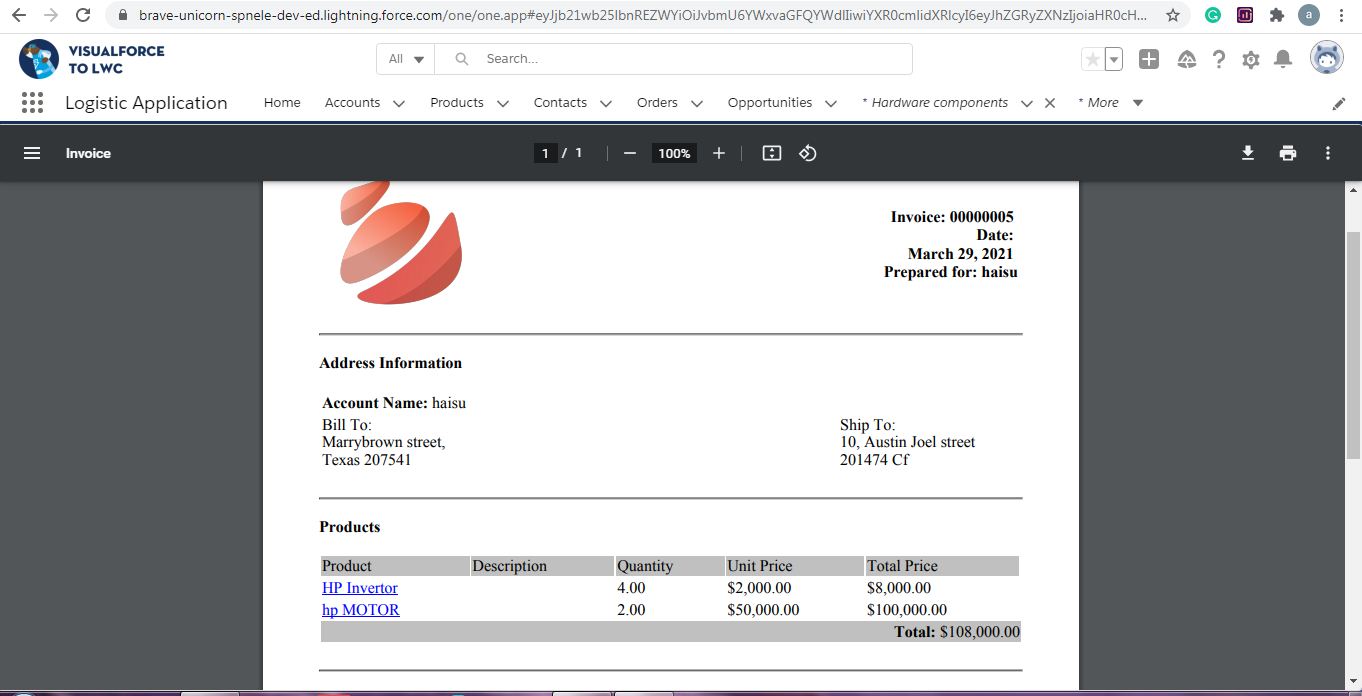 brave-unicorn-spnele-dev-ed.lightning.force.com/one/one.app#eyJjb21wb25lbnREZWYiOiJvbmU6YWxvaGFQYWdlIiwiYXR0cmlidXRlcyI6eyJhZGRyZXNzIjoiaHR0cH...
a
VISUALFORCE
TO LWC
All
Search...
Logistic Application
Home
Accounts
Products
Contacts
Orders
Opportunities
* Hardware components
* More
Invoice
1 / 1
100%
Invoice: 00000005
Date:
March 29, 2021
Prepared for: haisu
Address Information
Account Name: haisu
Bill To:
Marrybrown street,
Texas 207541
Ship To:
10, Austin Joel street
201474 Cf
Products
Product Description Quantity Unit Price Total Price
HP Invertor 4.00 $2,000.00 $8,000.00
hp MOTOR 2.00 $50,000.00 $100,000.00
Total: $108,000.00